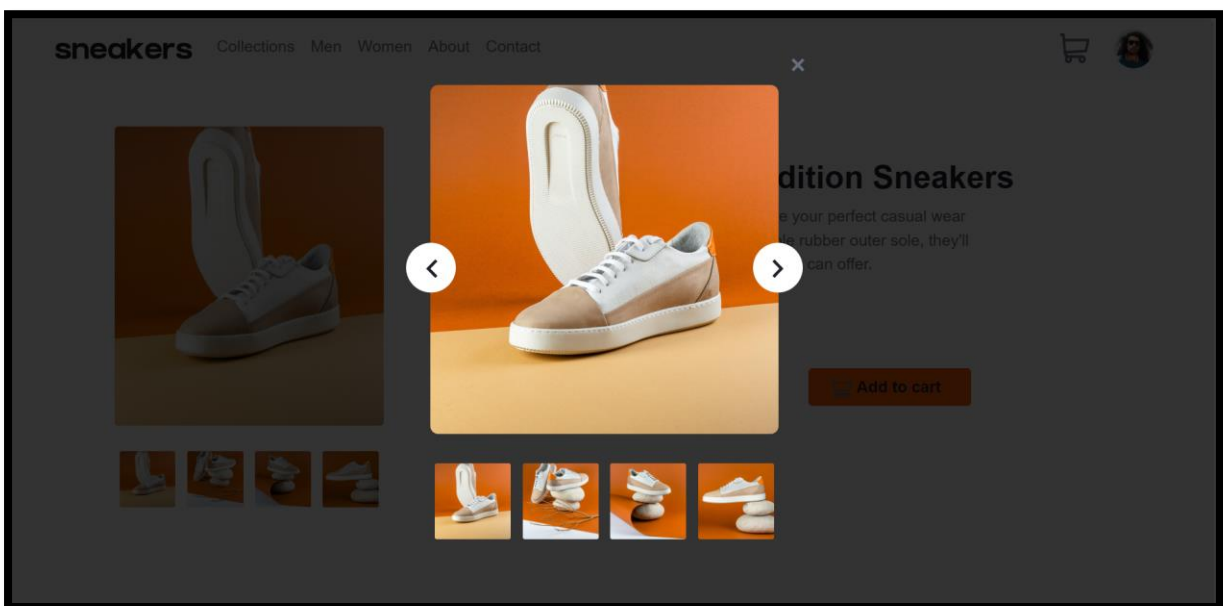 sneakers Collections Men Women About Contact
dition Sneakers
e your perfect casual wear
le rubber outer sole, they'll
can offer.
Add to cart